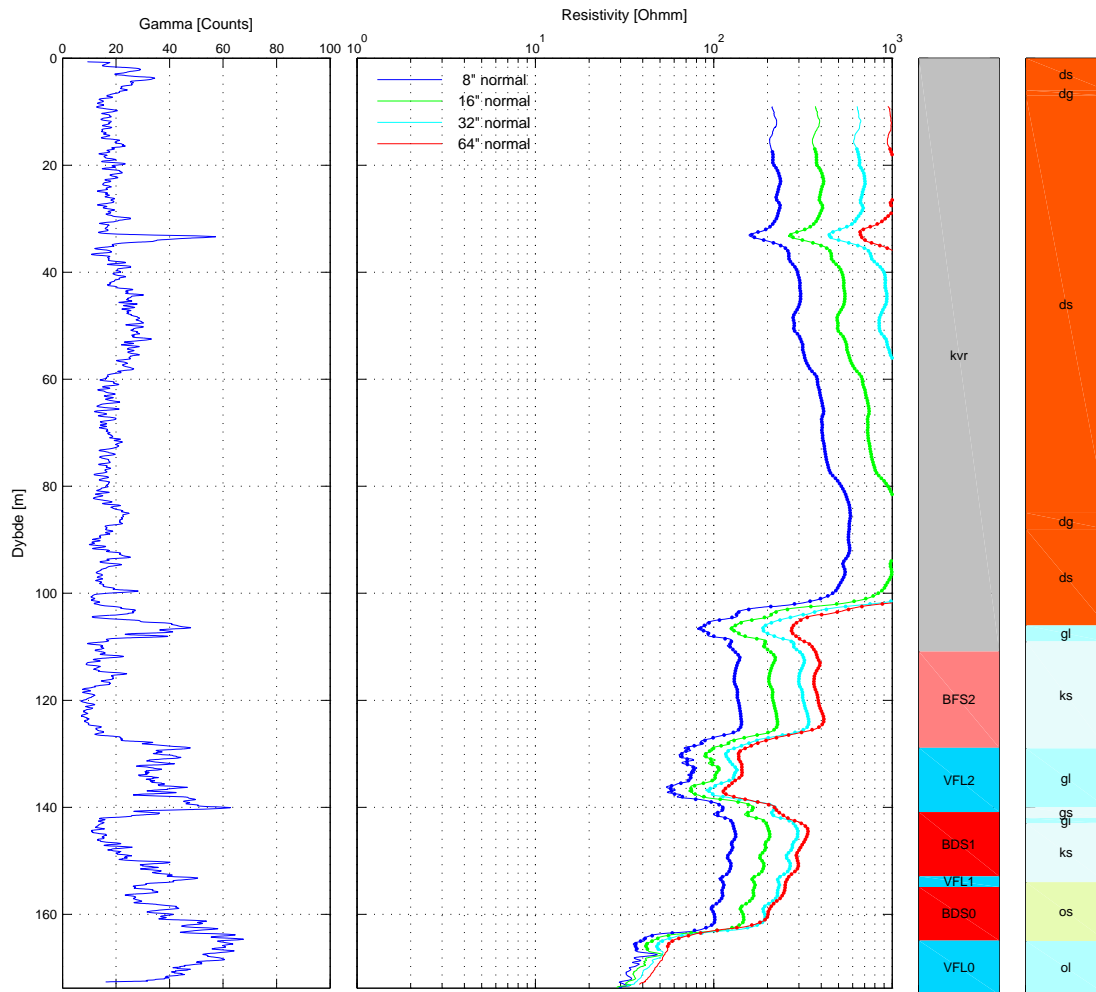 Gamma [Counts]
Resistivity [Ohmm]
0 20 40 60 80 100
10^0 10^1 10^2 10^3
8" normal
16" normal
32" normal
64" normal
0
20
40
60
80
100
120
140
160
Dybde [m]
kvr
BFS2
VFL2
BDS1
VFL1
BDS0
VFL0
ds
dg
ds
dg
ds
gl
ks
gl
gs
gl
ks
os
ol